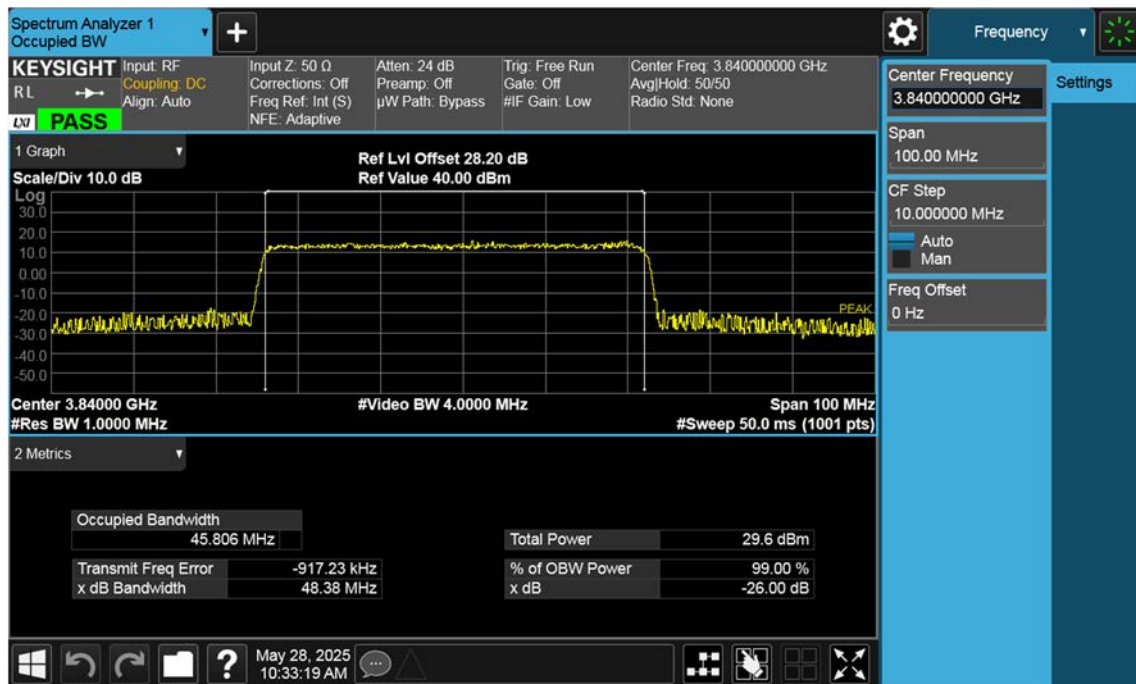 Spectrum Analyzer 1
Occupied BW
+
Frequency
KEYSIGHT
R L
LXI PASS
Input: RF
Coupling: DC
Align: Auto
Input Z: 50 Ω
Corrections: Off
Freq Ref: Int (S)
NFE: Adaptive
Atten: 24 dB
Preamp: Off
µW Path: Bypass
Trig: Free Run
Gate: Off
#IF Gain: Low
Center Freq: 3.840000000 GHz
Avg|Hold: 50/50
Radio Std: None
Center Frequency
3.840000000 GHz
Settings
Span
100.00 MHz
CF Step
10.000000 MHz
Auto
Man
Freq Offset
0 Hz
1 Graph
Scale/Div 10.0 dB
Ref Lvl Offset 28.20 dB
Ref Value 40.00 dBm
Log
30.0
20.0
10.0
0.00
-10.0
-20.0
-30.0
-40.0
-50.0
PEAK
Center 3.84000 GHz
#Video BW 4.0000 MHz
Span 100 MHz
#Res BW 1.0000 MHz
#Sweep 50.0 ms (1001 pts)
2 Metrics
Occupied Bandwidth
45.806 MHz
Total Power 29.6 dBm
Transmit Freq Error -917.23 kHz
% of OBW Power 99.00 %
x dB Bandwidth 48.38 MHz
x dB -26.00 dB
?
May 28, 2025
10:33:19 AM